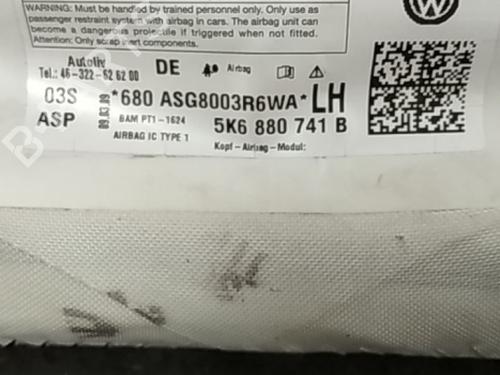 WARNING: Must be handled by trained personnel only. Only use as
passenger restraint system with airbag in cars. The airbag unit can
become a dangerous projectile if triggered when not fitted.
Attention: Only scrap inert components.
Autoliv
Tel.: 46-322-62 62 00
DE
Airbag
03S
*680 ASG8003R6WA* LH
ASP
BAM PT1-1624
5K6 880 741 B
AIRBAG IC TYPE 1
Kopf-Airbag-Modul: